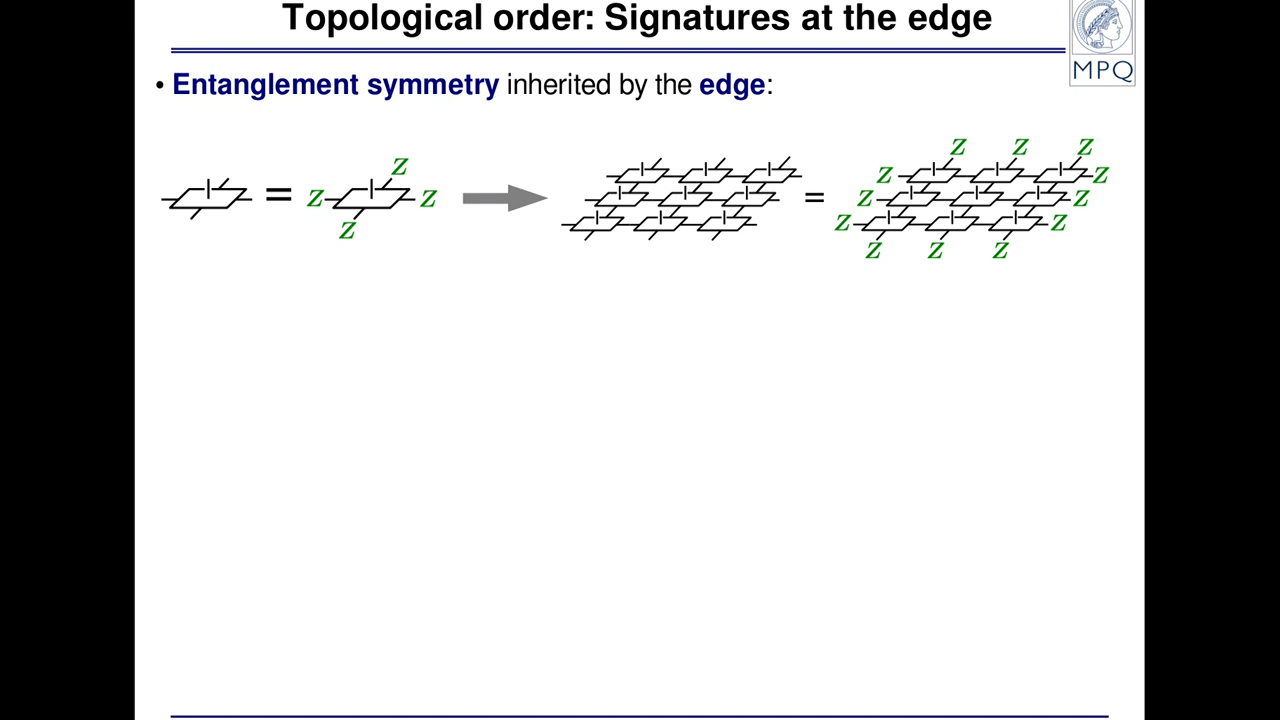 Topological order: Signatures at the edge
MPQ
• Entanglement symmetry inherited by the edge:
Z Z Z
Z
= Z Z = Z Z
Z Z
Z Z Z
Z
Z Z Z